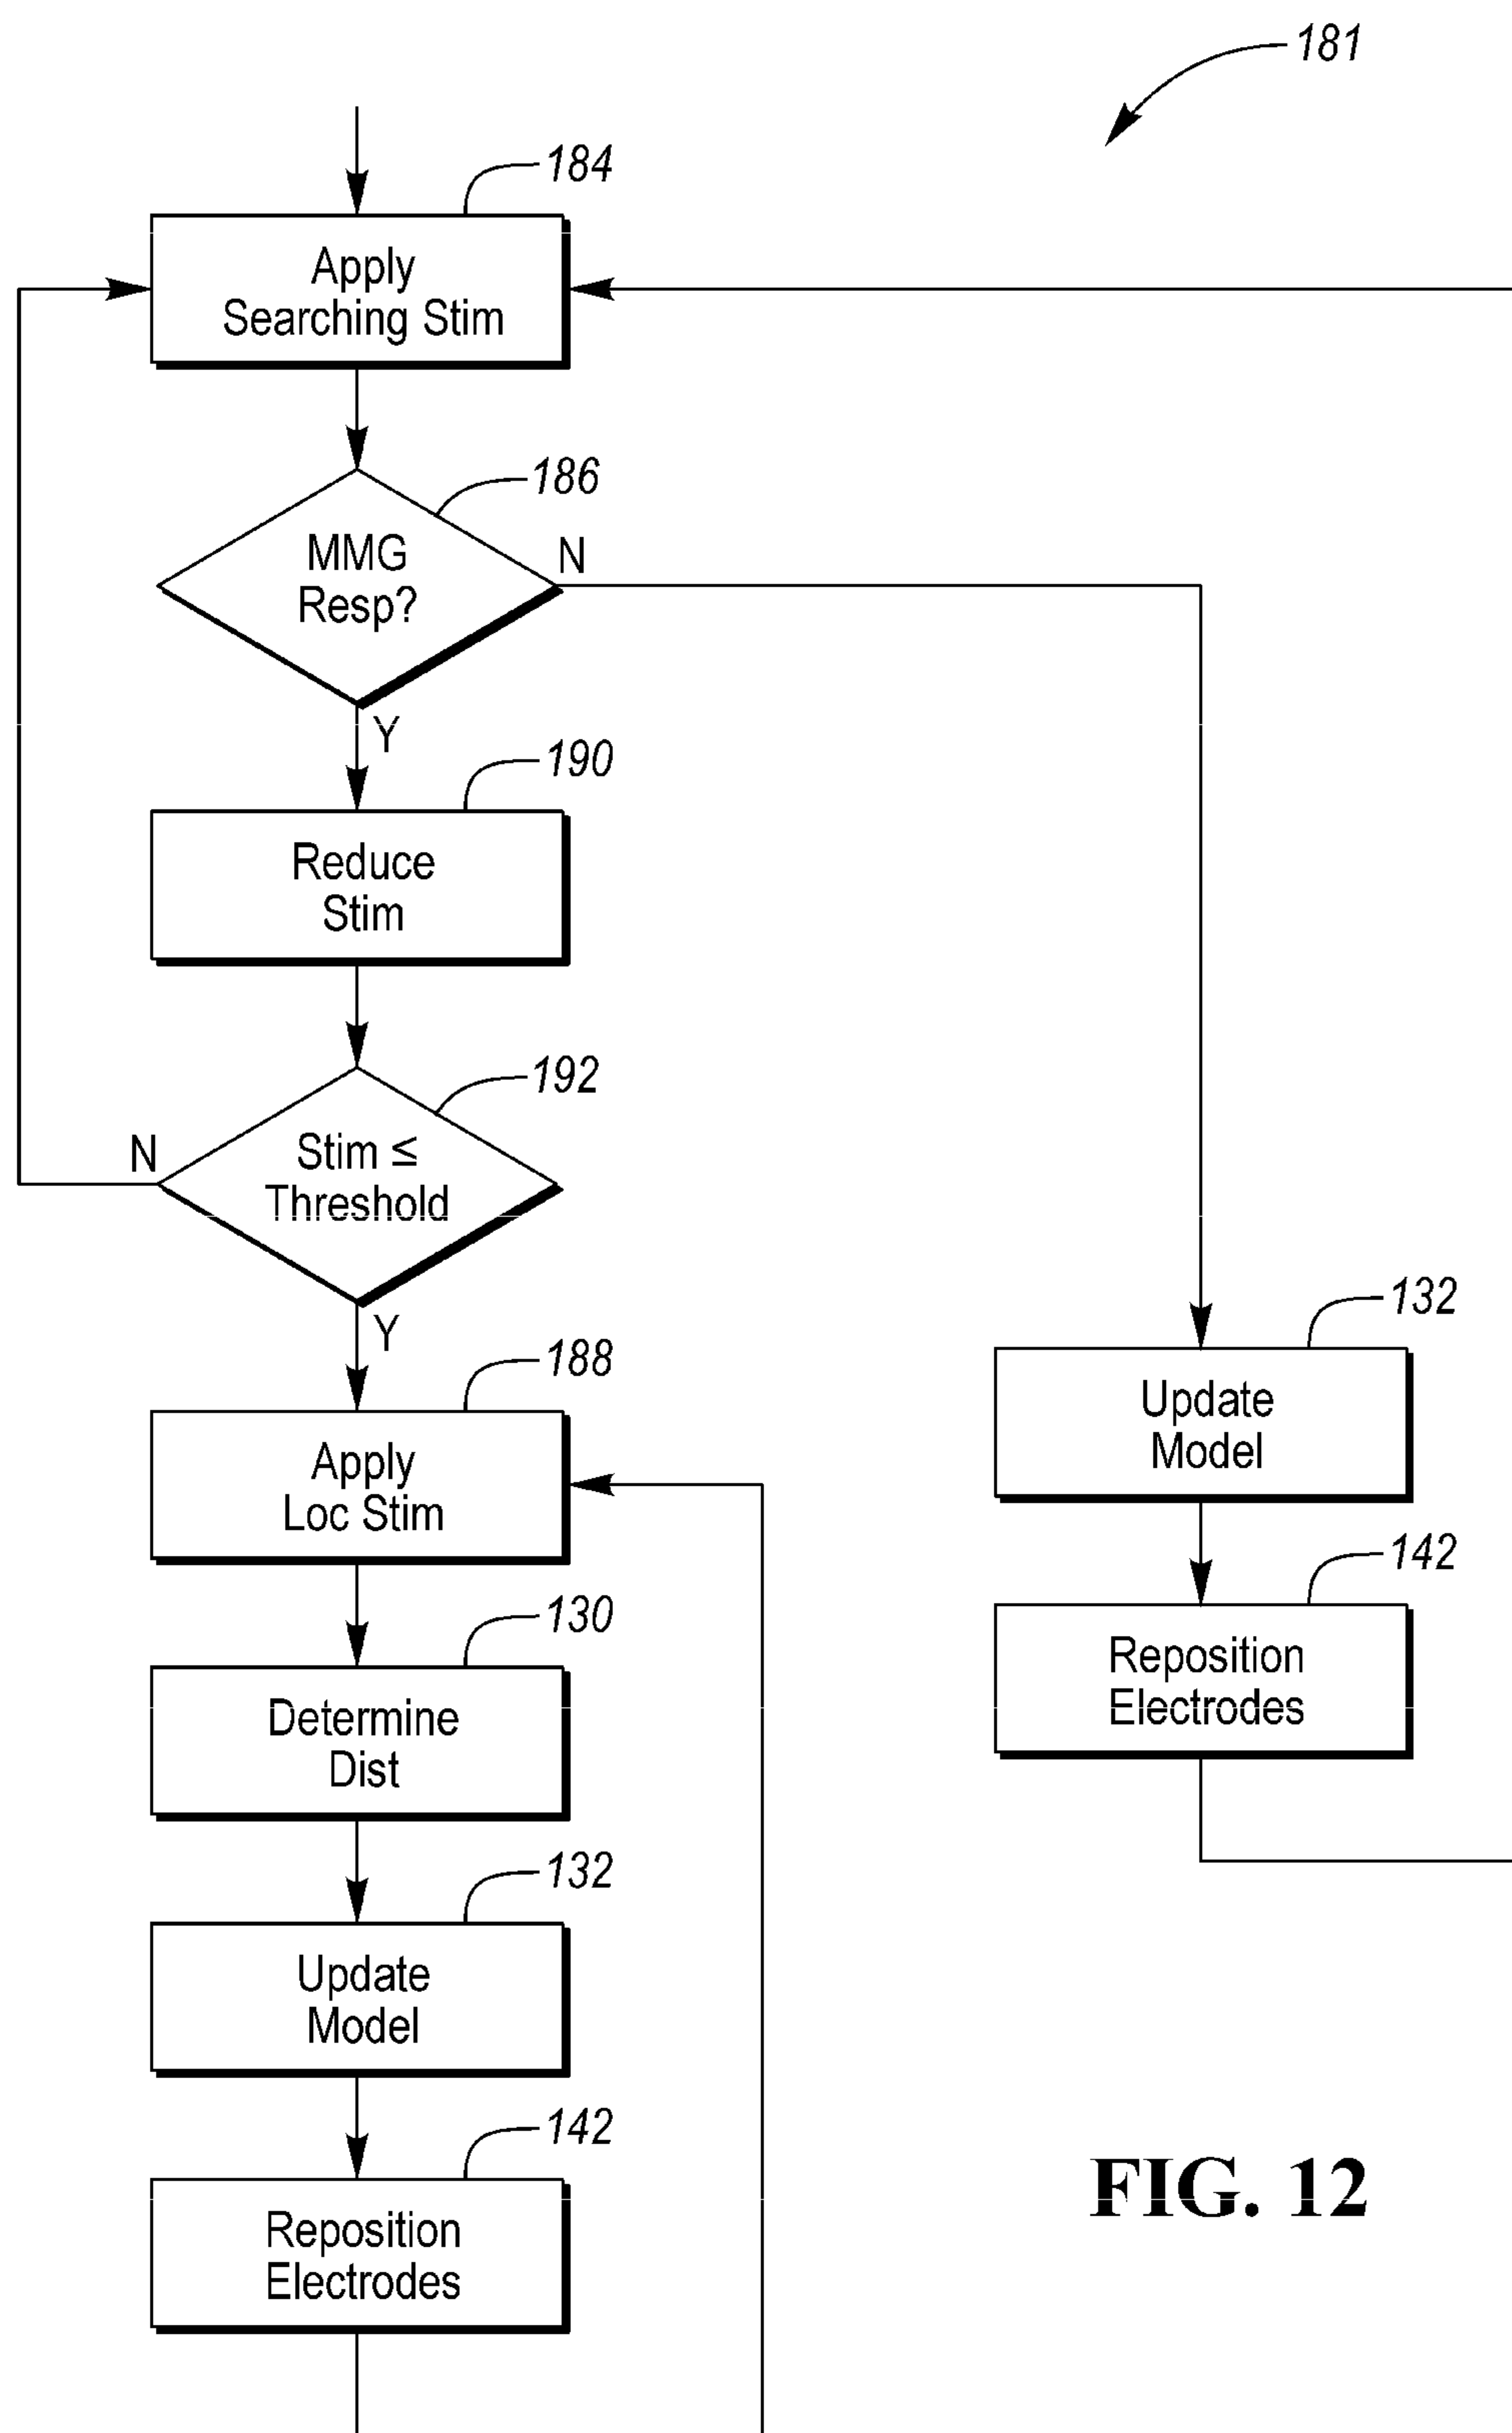 181
184
Apply
Searching Stim
186
MMG
Resp?
N
Y
190
Reduce
Stim
192
Stim ≤
Threshold
N
Y
188
Apply
Loc Stim
130
Determine
Dist
132
Update
Model
142
Reposition
Electrodes
132
Update
Model
142
Reposition
Electrodes
FIG. 12